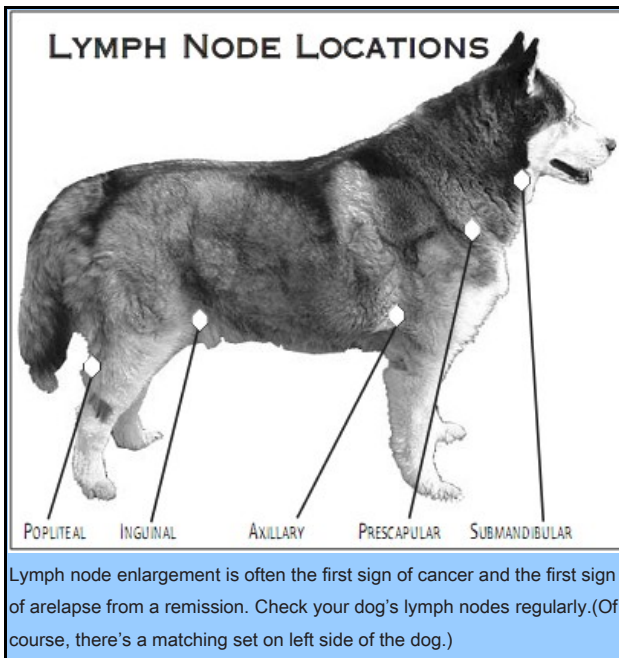 LYMPH NODE LOCATIONS
POPLITEAL INGUINAL AXILLARY PRESCAPULAR SUBMANDIBULAR
Lymph node enlargement is often the first sign of cancer and the first sign
of arelapse from a remission. Check your dog's lymph nodes regularly.(Of
course, there's a matching set on left side of the dog.)